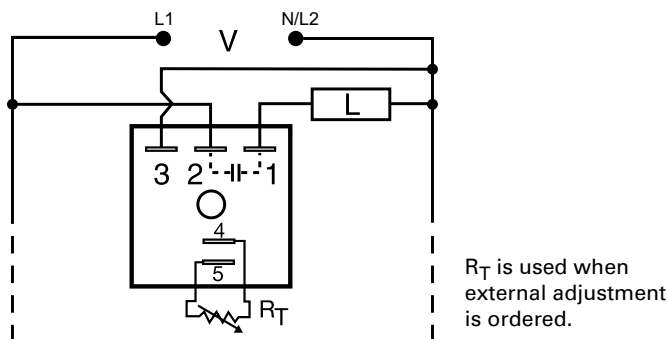 L1
V
N/L2
L
3
2
1
4
5
RT
RT is used when
external adjustment
is ordered.